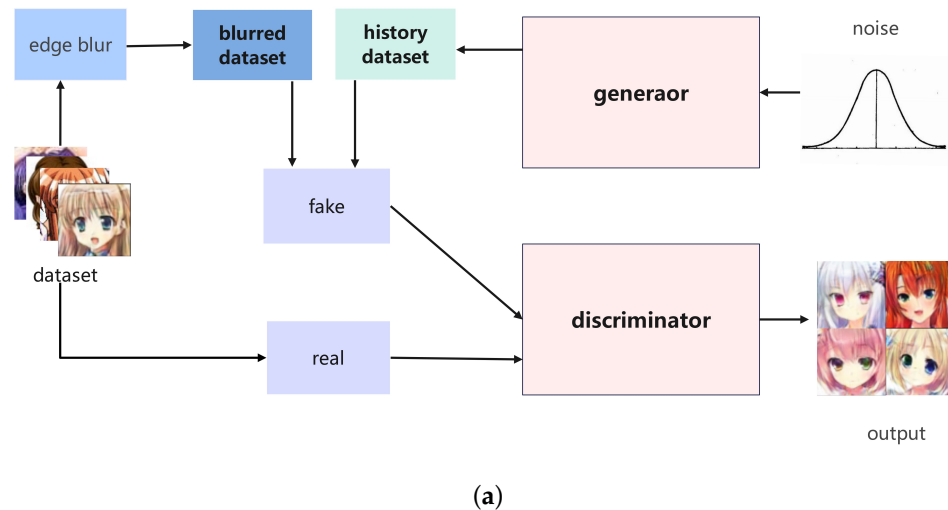 edge blur
blurred
dataset
history
dataset
generaor
noise
fake
dataset
discriminator
real
output
(a)